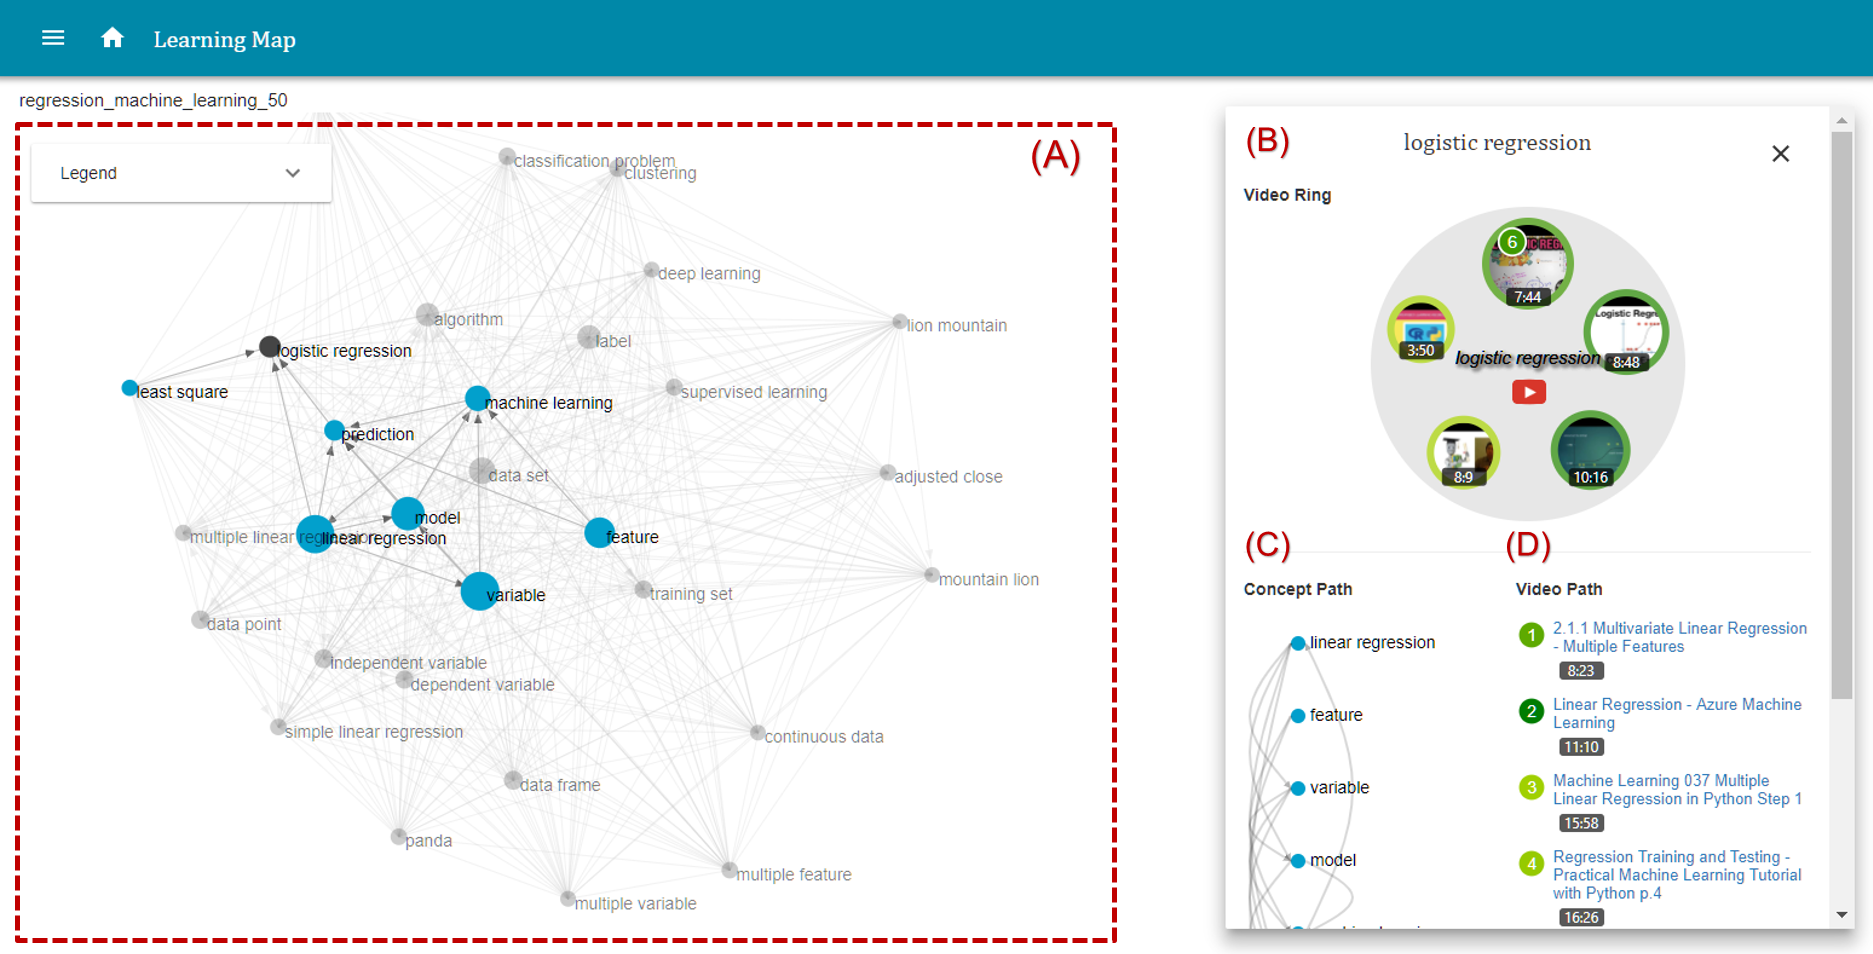 Learning Map
regression_machine_learning_50
(A)
Legend
classification problem
clustering
deep learning
algorithm
lion mountain
label
logistic regression
least square
supervised learning
machine learning
prediction
data set
adjusted close
model
multiple linear regression
linear regression
feature
mountain lion
training set
variable
data point
independent variable
dependent variable
simple linear regression
continuous data
data frame
panda
multiple feature
multiple variable
(B)
logistic regression
Video Ring
6
7:44
3:50
Logistic Regre
8:48
logistic regression
8:9
10:16
(C)
Concept Path
linear regression
feature
variable
model
(D)
Video Path
1
2.1.1 Multivariate Linear Regression
- Multiple Features
8:23
2
Linear Regression - Azure Machine
Learning
11:10
3
Machine Learning 037 Multiple
Linear Regression in Python Step 1
15:58
4
Regression Training and Testing -
Practical Machine Learning Tutorial
with Python p.4
16:26